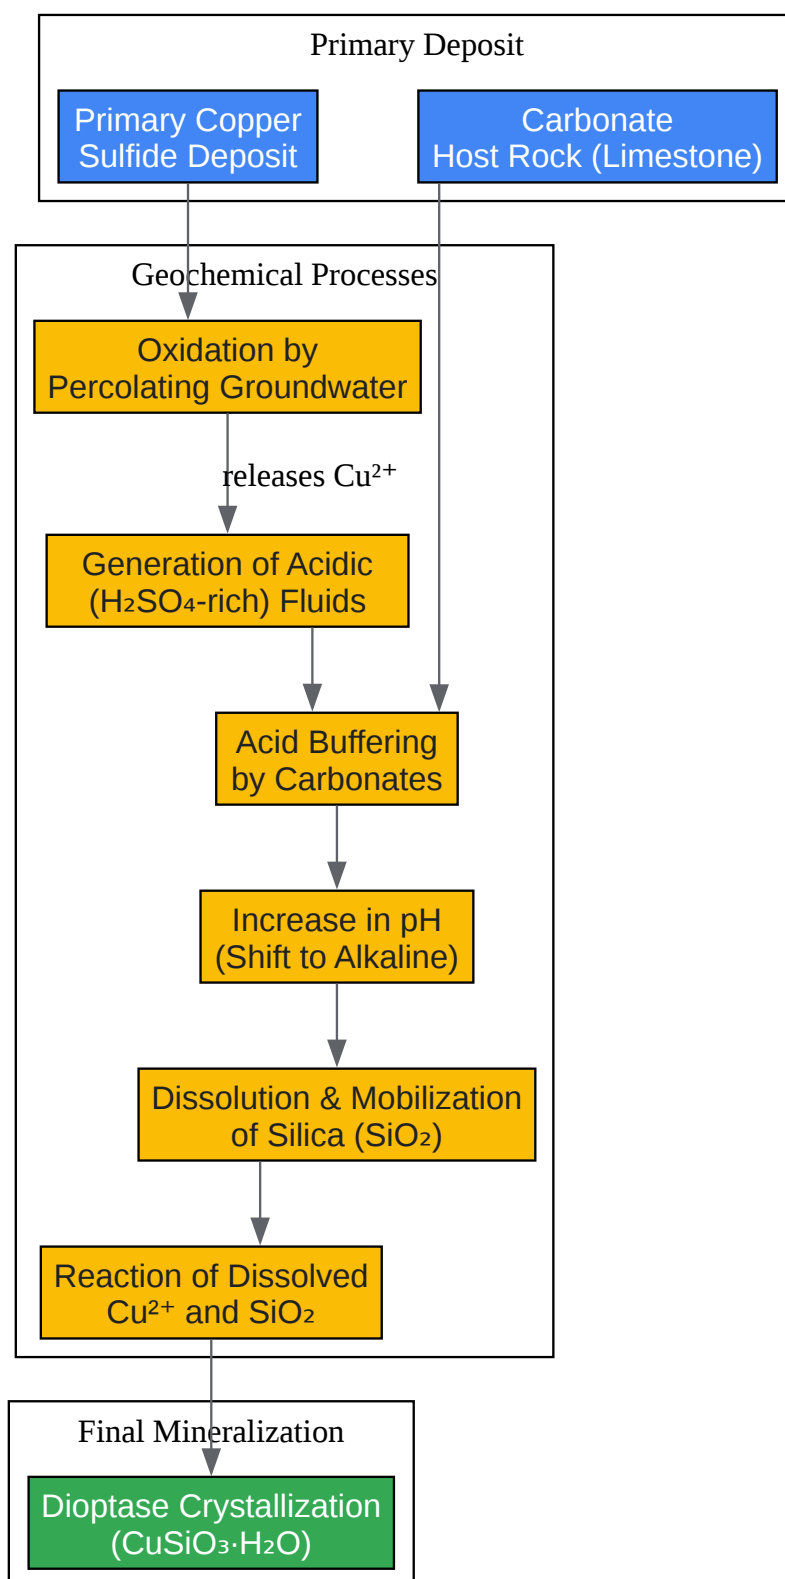 Primary Deposit
Primary Copper
Sulfide Deposit
Carbonate
Host Rock (Limestone)
Geochemical Processes
Oxidation by
Percolating Groundwater
releases Cu²⁺
Generation of Acidic
(H₂SO₄-rich) Fluids
Acid Buffering
by Carbonates
Increase in pH
(Shift to Alkaline)
Dissolution & Mobilization
of Silica (SiO₂)
Reaction of Dissolved
Cu²⁺ and SiO₂
Final Mineralization
Dioptase Crystallization
(CuSiO₃·H₂O)